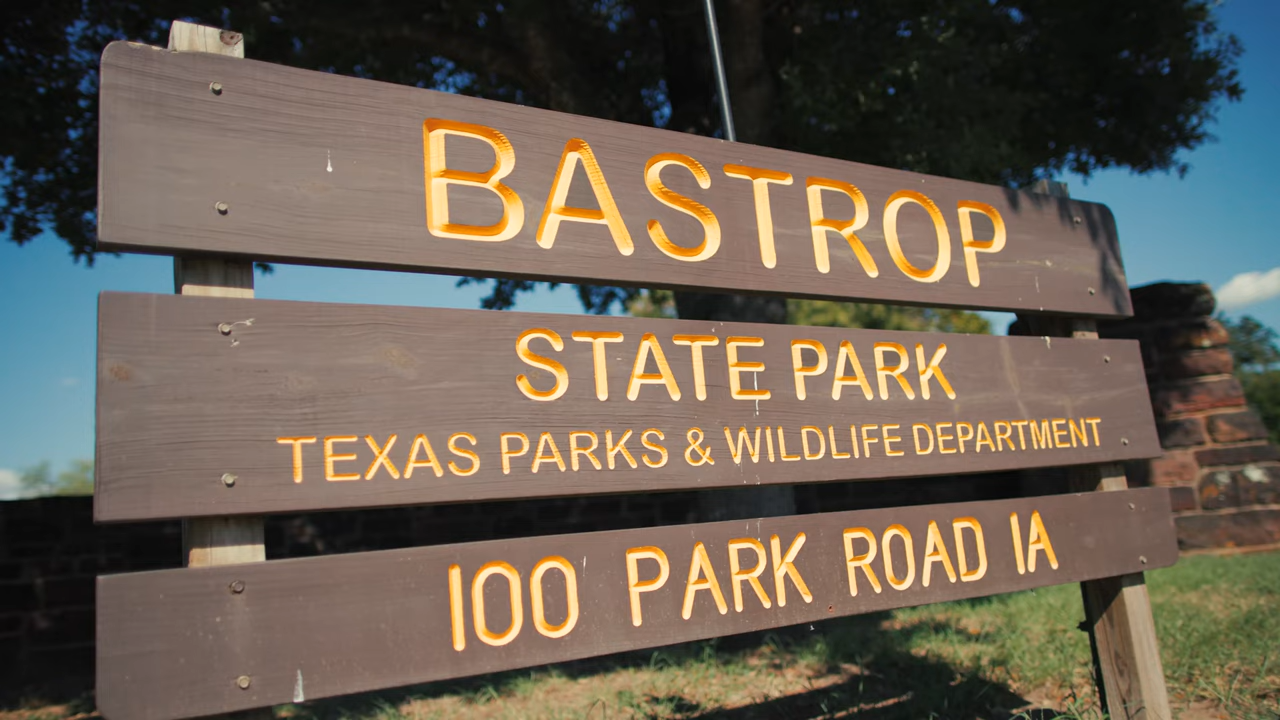 BASTROP
STATE PARK
TEXAS PARKS & WILDLIFE DEPARTMENT
100 PARK ROAD 1A